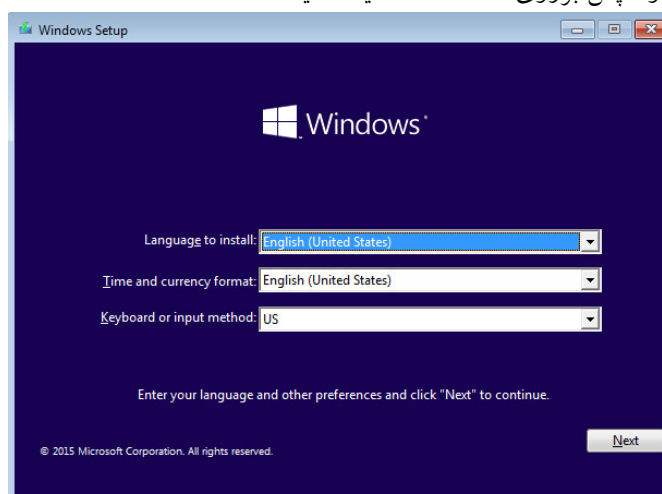 Windows Setup
Windows
Language to install: English (United States)
Time and currency format: English (United States)
Keyboard or input method: US
Enter your language and other preferences and click "Next" to continue.
© 2015 Microsoft Corporation. All rights reserved.
Next